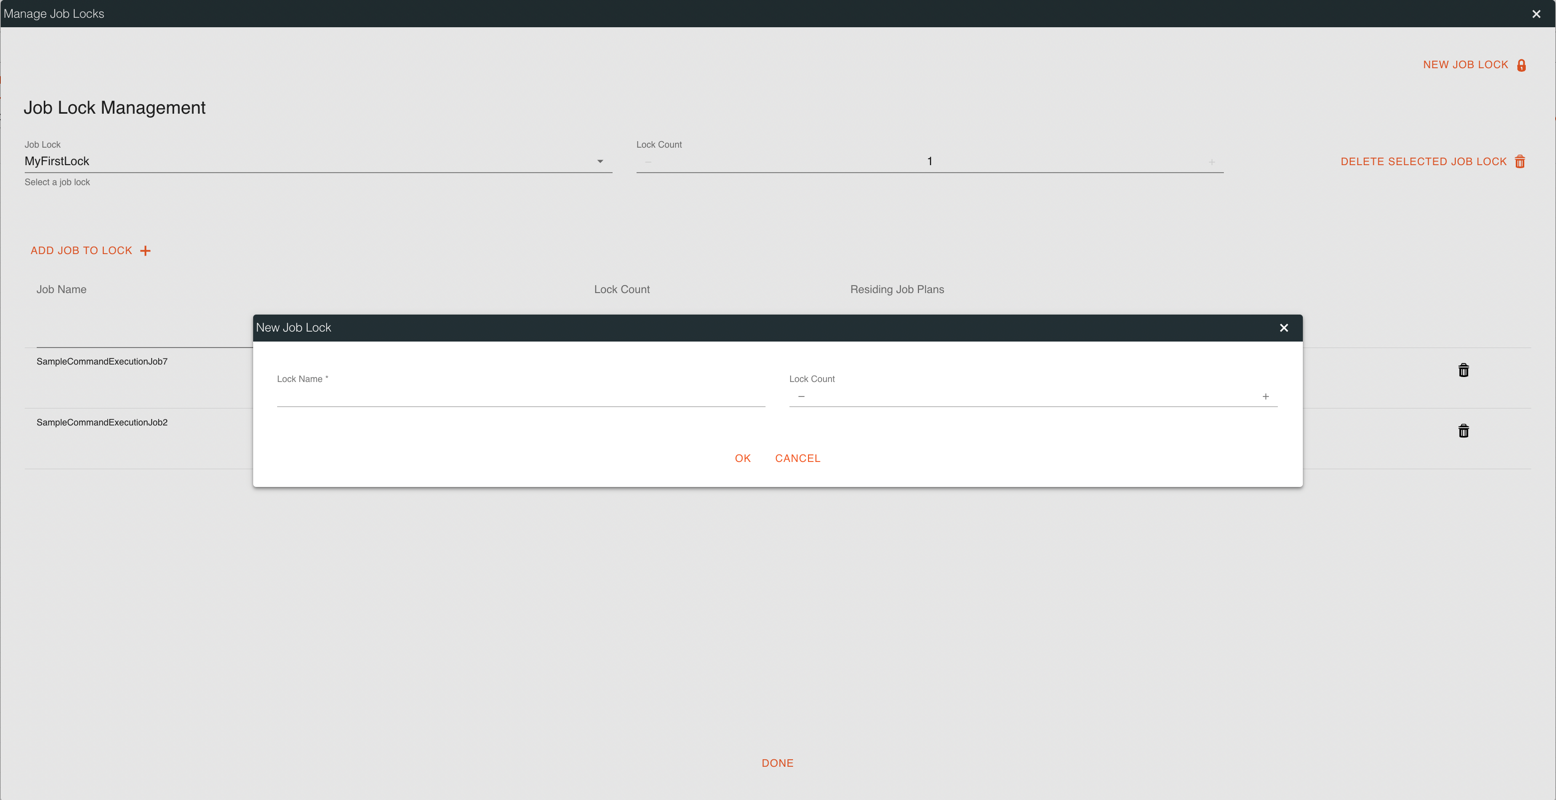 Manage Job Locks
NEW JOB LOCK
Job Lock Management
Job Lock
Lock Count
MyFirstLock
1
DELETE SELECTED JOB LOCK
Select a job lock
ADD JOB TO LOCK
Job Name
Lock Count
Residing Job Plans
New Job Lock
SampleCommandExecutionJob7
Lock Name *
Lock Count
SampleCommandExecutionJob2
OK
CANCEL
DONE